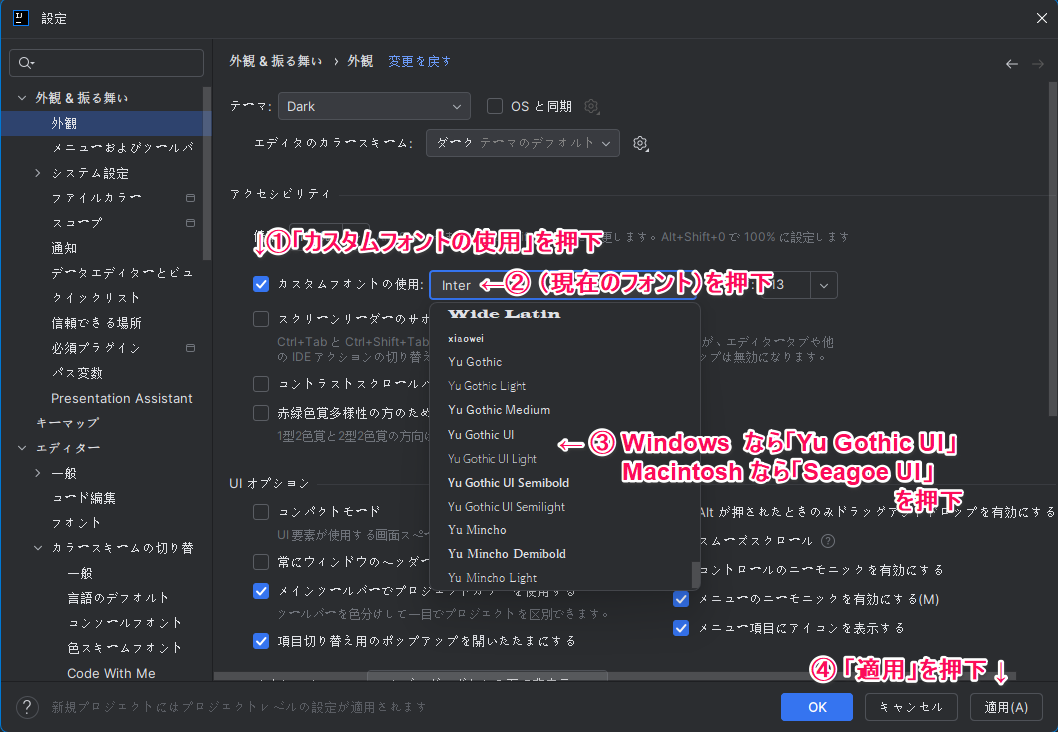 設定
外観 & 振る舞い
外観
メニューおよびツールバ
システム設定
ファイルカラー
スコープ
通知
データエディターとビュ
クイックリスト
信頼できる場所
必須プラグイン
パス変数
Presentation Assistant
キーマップ
エディター
一般
コード編集
フォント
カラースキームの切り替
一般
言語のデフォルト
コンソールフォント
色スキームフォント
Code With Me
外観 & 振る舞い › 外観 変更を戻す
テーマ: Dark OS と同期
エディタのカラースキーム: ダーク テーマのデフォルト
アクセシビリティ
更します。Alt+Shift+0 で 100% に設定します
↓①「カスタムフォントの使用」を押下
カスタムフォントの使用: Inter 13
←②（現在のフォント）を押下
スクリーンリーダーのサポ
Ctrl+Tab と Ctrl+Shift+Tab が、エディタータブや他
の IDE アクションの切り替え ップは無効になります。
コントラストスクロールバ
赤緑色覚多様性の方のため
1型2色覚と2型2色覚の方向け
Wide Latin
xiaowei
Yu Gothic
Yu Gothic Light
Yu Gothic Medium
Yu Gothic UI
Yu Gothic UI Light
Yu Gothic UI Semibold
Yu Gothic UI Semilight
Yu Mincho
Yu Mincho Demibold
Yu Mincho Light
←③ Windows なら「Yu Gothic UI」
Macintosh なら「Seagoe UI」
を押下
UI オプション
コンパクトモード
Alt が押されたときのみドラッグアンドドロップを有効にする
UI 要素が使用する画面スペ
スムーズスクロール
常にウィンドウのヘッダー
コントロールのニーモニックを有効にする
メインツールバーでプロジェクトカラーを使用する
メニューのニーモニックを有効にする(M)
ツールバーを色分けして一目でプロジェクトを区別できます。
メニュー項目にアイコンを表示する
項目切り替え用のポップアップを開いたままにする
④「適用」を押下 ↓
? 新規プロジェクトにはプロジェクトレベルの設定が適用されます
OK キャンセル 適用(A)